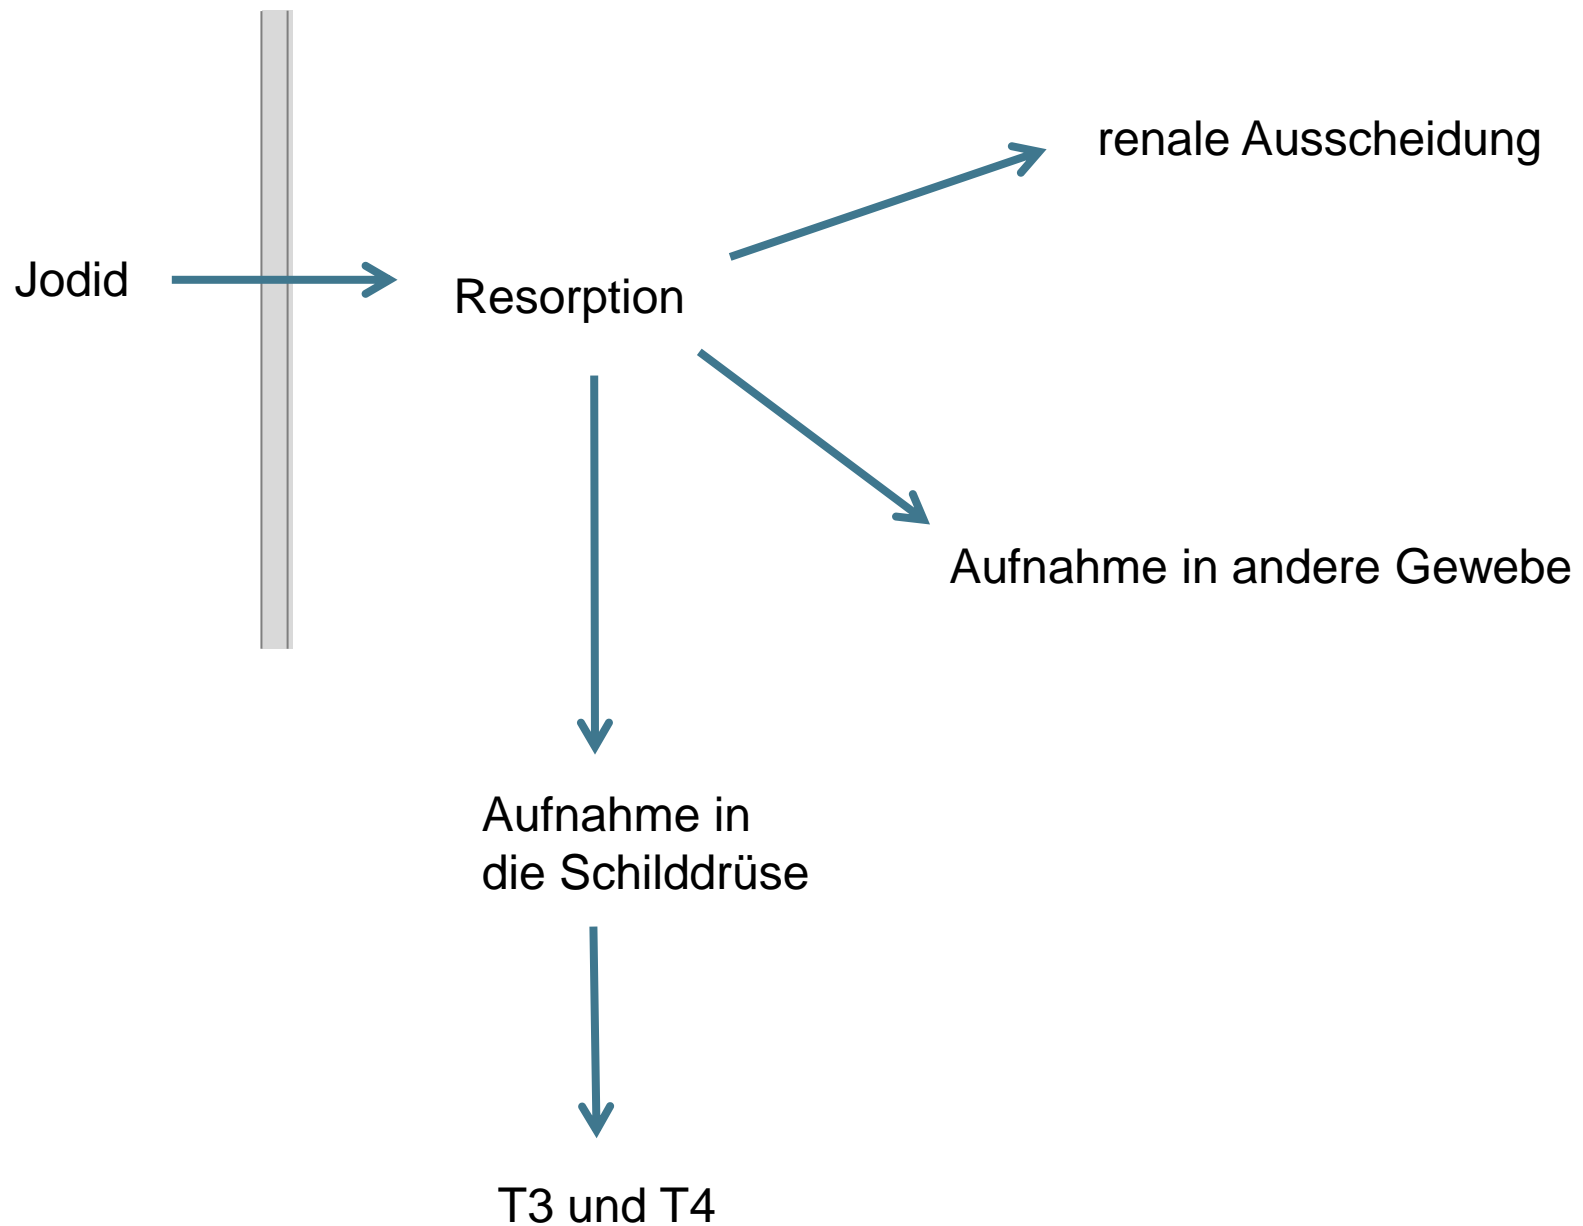 renale Ausscheidung
Jodid
Resorption
Aufnahme in andere Gewebe
Aufnahme in
die Schilddrüse
T3 und T4